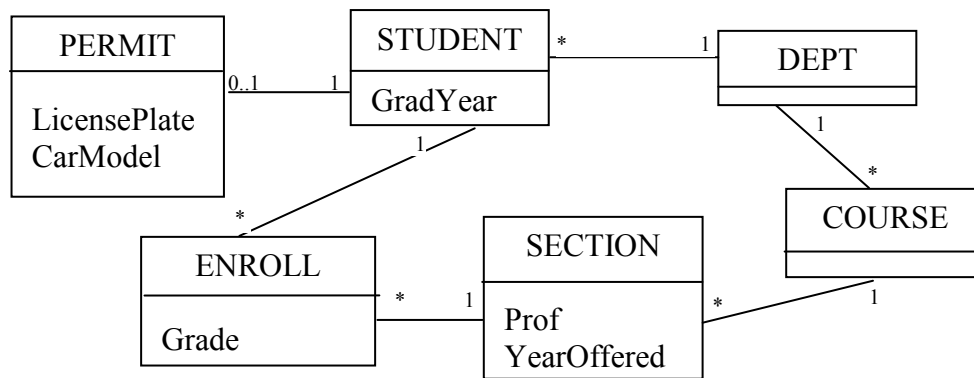 PERMIT
LicensePlate
CarModel
0..1
1
STUDENT
GradYear
*
1
DEPT
1
*
COURSE
1
*
ENROLL
Grade
*
1
SECTION
Prof
YearOffered
*
1